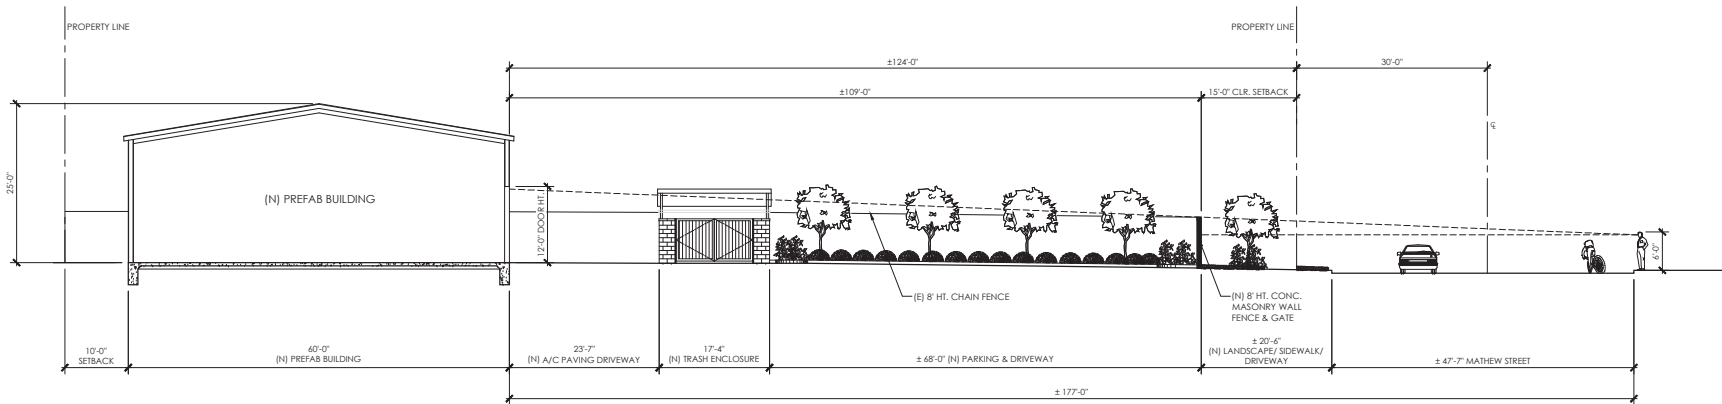 PROPERTY LINE
PROPERTY LINE
±124'-0"
30'-0"
±109'-0"
15'-0" CLR. SETBACK
℄
25'-0"
(N) PREFAB BUILDING
12'-0" DOOR HT.
6'-0"
(E) 8' HT. CHAIN FENCE
(N) 8' HT. CONC.
MASONRY WALL
FENCE & GATE
10'-0"
SETBACK
60'-0"
(N) PREFAB BUILDING
23'-7"
(N) A/C PAVING DRIVEWAY
17'-4"
(N) TRASH ENCLOSURE
± 68'-0" (N) PARKING & DRIVEWAY
± 20'-6"
(N) LANDSCAPE/ SIDEWALK/
DRIVEWAY
± 47'-7" MATHEW STREET
± 177'-0"